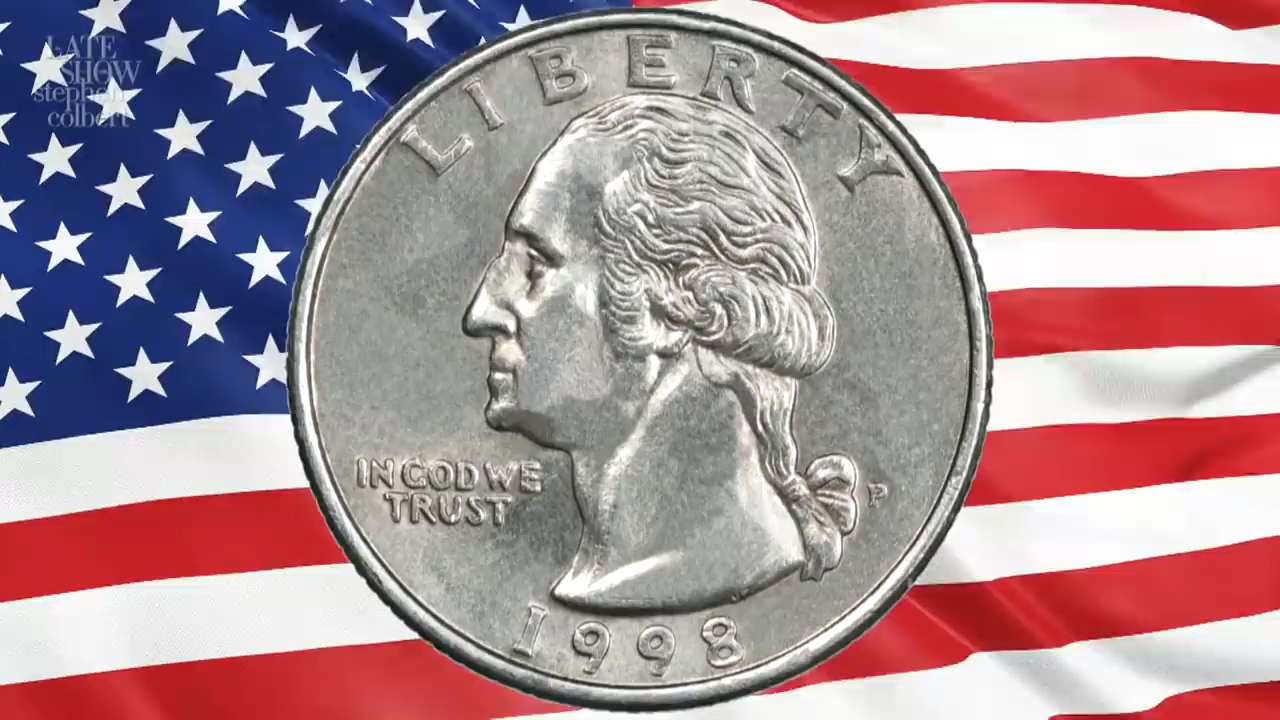 LATE
SHOW
stephen
colbert
LIBERTY
IN GOD WE
TRUST
P
1998